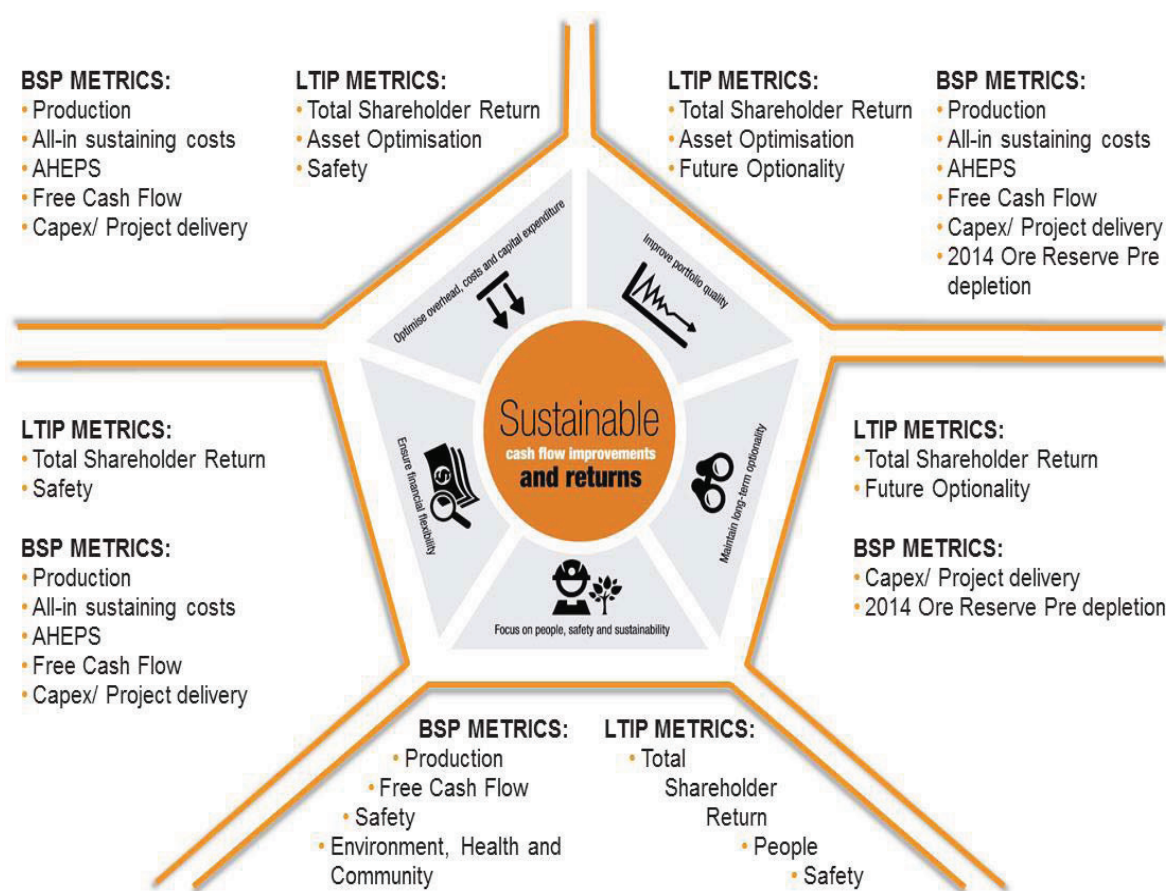 BSP METRICS:
• Production
• All-in sustaining costs
• AHEPS
• Free Cash Flow
• Capex/ Project delivery
LTIP METRICS:
• Total Shareholder Return
• Asset Optimisation
• Safety
LTIP METRICS:
• Total Shareholder Return
• Asset Optimisation
• Future Optionality
BSP METRICS:
• Production
• All-in sustaining costs
• AHEPS
• Free Cash Flow
• Capex/ Project delivery
• 2014 Ore Reserve Pre
depletion
Optimise overhead, costs and capital expenditure
Improve portfolio quality
Ensure financial flexibility
$
Sustainable
cash flow improvements
and returns
Maintain long-term optionality
Focus on people, safety and sustainability
LTIP METRICS:
• Total Shareholder Return
• Safety
BSP METRICS:
• Production
• All-in sustaining costs
• AHEPS
• Free Cash Flow
• Capex/ Project delivery
LTIP METRICS:
• Total Shareholder Return
• Future Optionality
BSP METRICS:
• Capex/ Project delivery
• 2014 Ore Reserve Pre depletion
BSP METRICS:
• Production
• Free Cash Flow
• Safety
• Environment, Health and
Community
LTIP METRICS:
• Total
Shareholder
Return
• People
• Safety